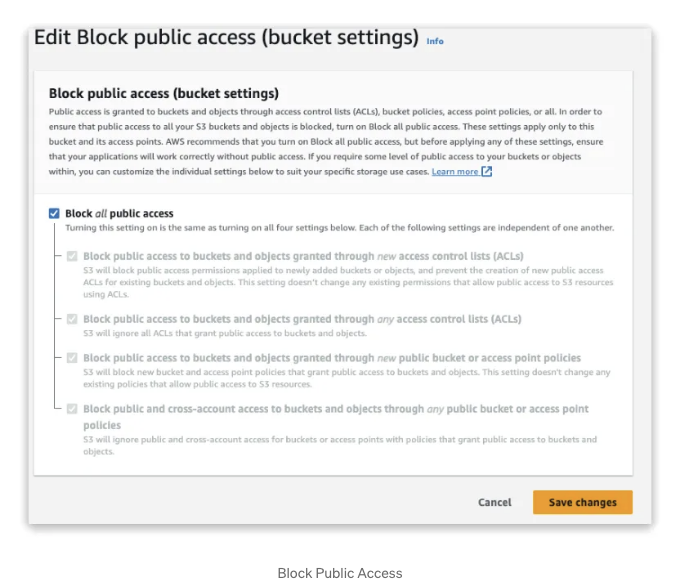 Edit Block public access (bucket settings) Info
Block public access (bucket settings)
Public access is granted to buckets and objects through access control lists (ACLs), bucket policies, access point policies, or all. In order to
ensure that public access to all your S3 buckets and objects is blocked, turn on Block all public access. These settings apply only to this
bucket and its access points. AWS recommends that you turn on Block all public access, but before applying any of these settings, ensure
that your applications will work correctly without public access. If you require some level of public access to your buckets or objects
within, you can customize the individual settings below to suit your specific storage use cases. Learn more
Block all public access
Turning this setting on is the same as turning on all four settings below. Each of the following settings are independent of one another.
Block public access to buckets and objects granted through new access control lists (ACLs)
S3 will block public access permissions applied to newly added buckets or objects, and prevent the creation of new public access
ACLs for existing buckets and objects. This setting doesn't change any existing permissions that allow public access to S3 resources
using ACLs.
Block public access to buckets and objects granted through any access control lists (ACLs)
S3 will ignore all ACLs that grant public access to buckets and objects.
Block public access to buckets and objects granted through new public bucket or access point policies
S3 will block new bucket and access point policies that grant public access to buckets and objects. This setting doesn't change any
existing policies that allow public access to S3 resources.
Block public and cross-account access to buckets and objects through any public bucket or access point
policies
S3 will ignore public and cross-account access for buckets or access points with policies that grant public access to buckets and
objects.
Cancel Save changes
Block Public Access